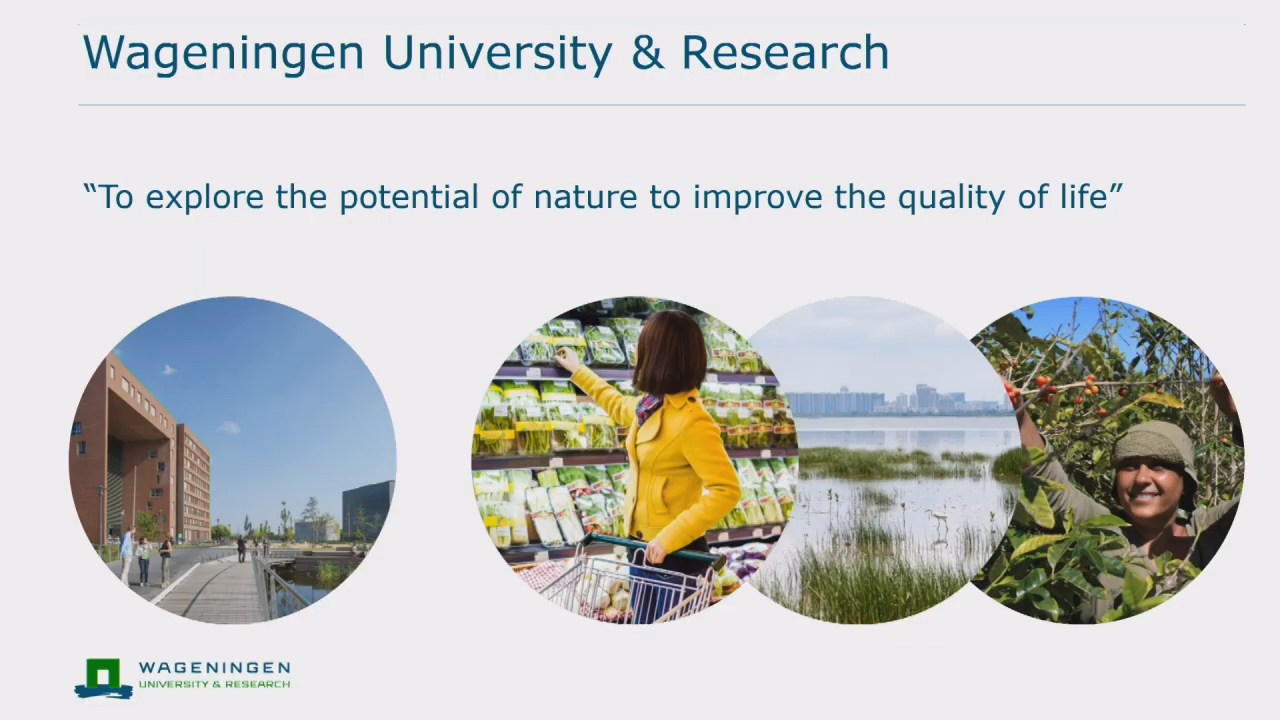 Wageningen University & Research
“To explore the potential of nature to improve the quality of life”
WAGENINGEN
UNIVERSITY & RESEARCH